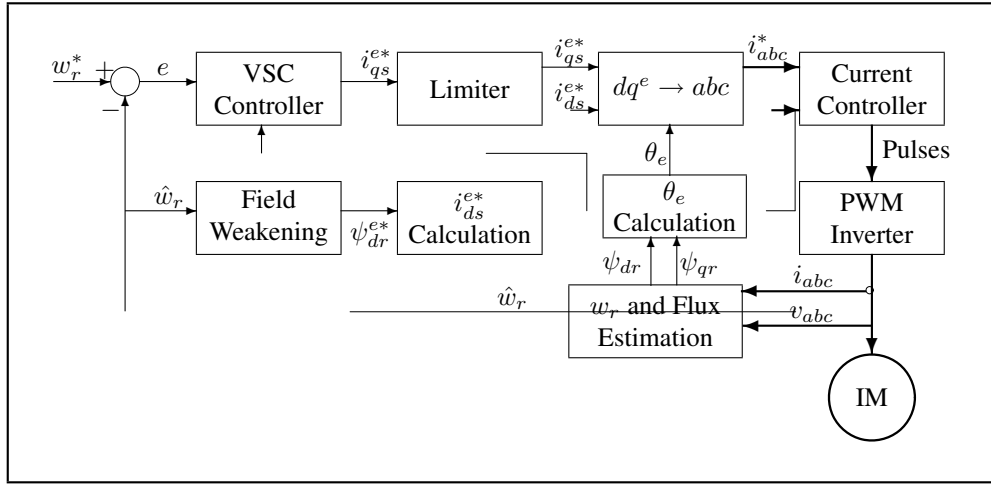 w_r^*
+
−
e
VSC
Controller
i_{qs}^{e*}
Limiter
i_{qs}^{e*}
i_{ds}^{e*}
dq^e → abc
i_{abc}^*
Current
Controller
θ_e
Pulses
ŵ_r
Field
Weakening
ψ_{dr}^{e*}
i_{ds}^{e*}
Calculation
θ_e
Calculation
PWM
Inverter
ψ_{dr}
ψ_{qr}
i_{abc}
ŵ_r
w_r and Flux
Estimation
v_{abc}
IM